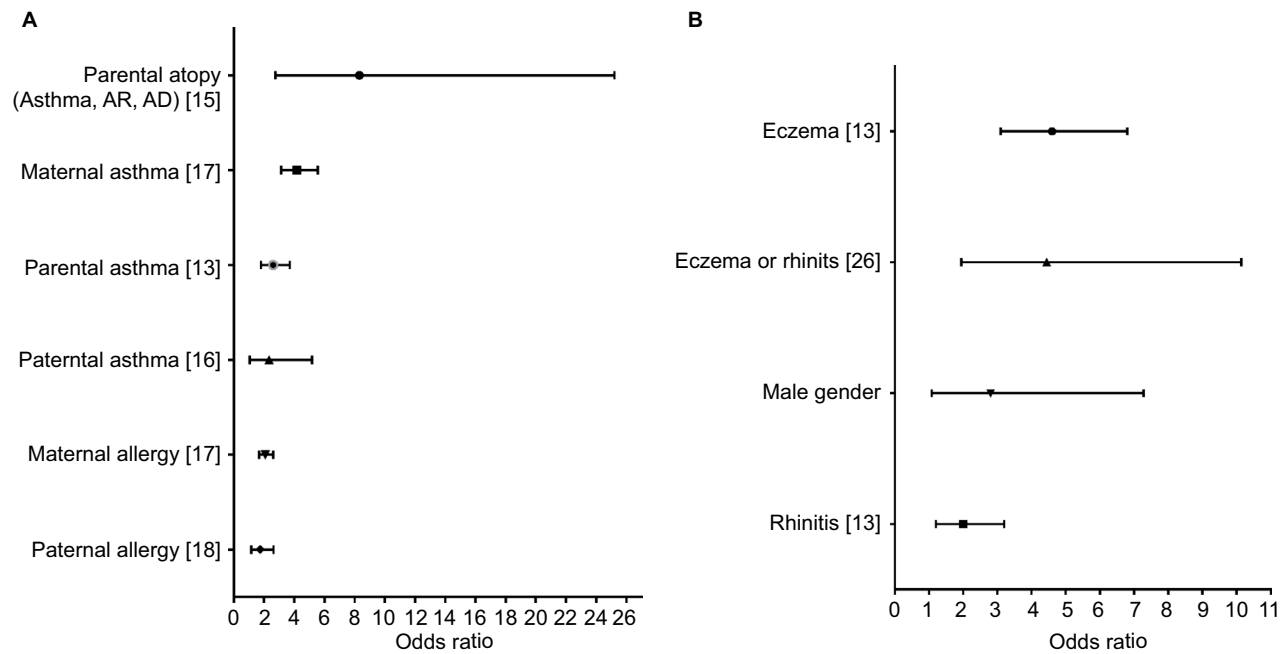 A
Parental atopy
(Asthma, AR, AD) [15]
Maternal asthma [17]
Parental asthma [13]
Paterntal asthma [16]
Maternal allergy [17]
Paternal allergy [18]
0 2 4 6 8 10 12 14 16 18 20 22 24 26
Odds ratio
B
Eczema [13]
Eczema or rhinits [26]
Male gender
Rhinitis [13]
0 1 2 3 4 5 6 7 8 9 10 11
Odds ratio